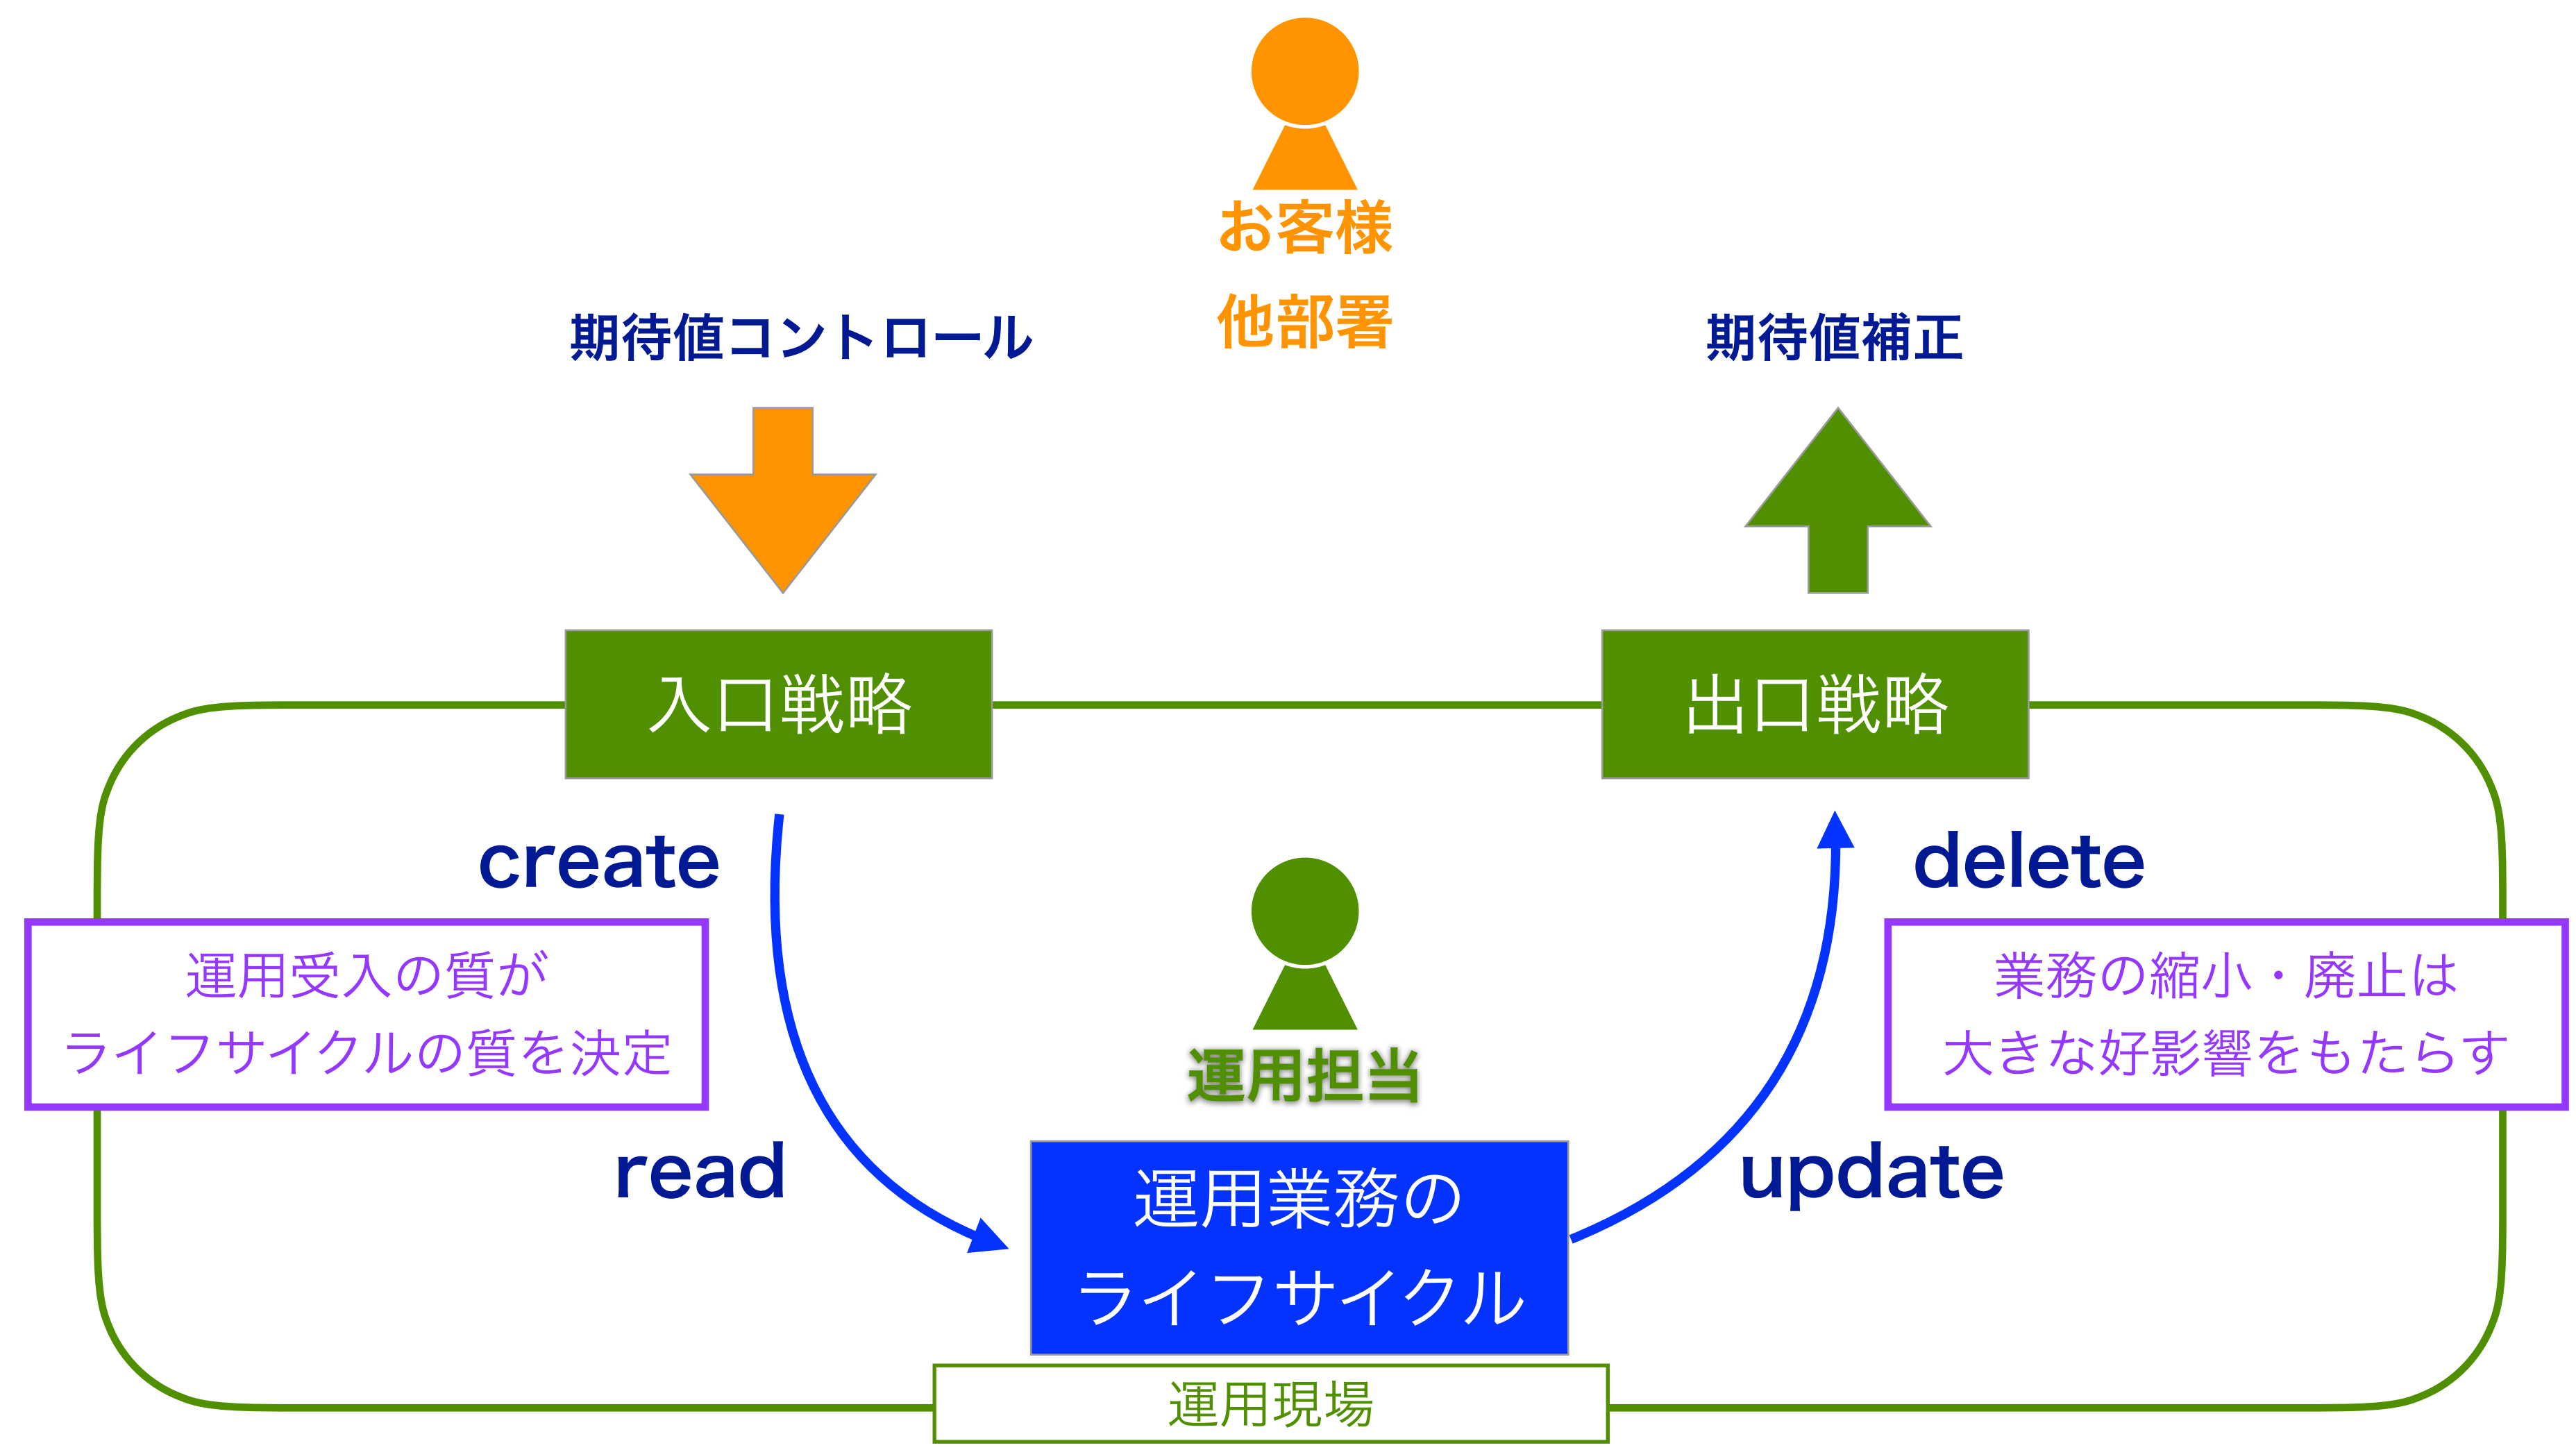 お客様
他部署
期待値コントロール
期待値補正
入口戦略
出口戦略
create
delete
運用受入の質が
ライフサイクルの質を決定
業務の縮小・廃止は
大きな好影響をもたらす
運用担当
read
update
運用業務の
ライフサイクル
運用現場